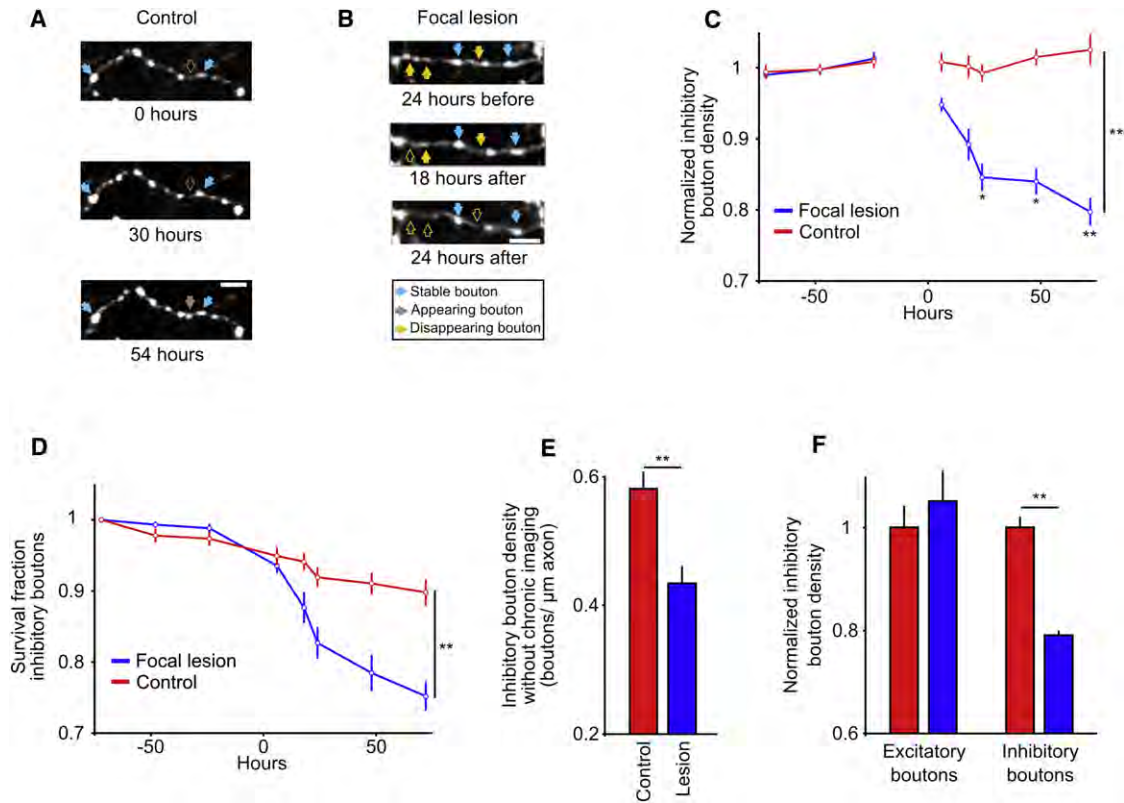 A
Control
0 hours
30 hours
54 hours
B
Focal lesion
24 hours before
18 hours after
24 hours after
Stable bouton
Appearing bouton
Disappearing bouton
C
Normalized inhibitory
bouton density
1
0.9
0.8
0.7
-50
0
50
Hours
Focal lesion
Control
*
*
**
**
D
Survival fraction
inhibitory boutons
1
0.9
0.8
0.7
-50
0
50
Hours
Focal lesion
Control
**
E
Inhibitory bouton density
without chronic imaging
(boutons/ µm axon)
0.6
0.4
0.2
**
Control
Lesion
F
Normalized inhibitory
bouton density
1
0.8
0.6
**
Excitatory
boutons
Inhibitory
boutons